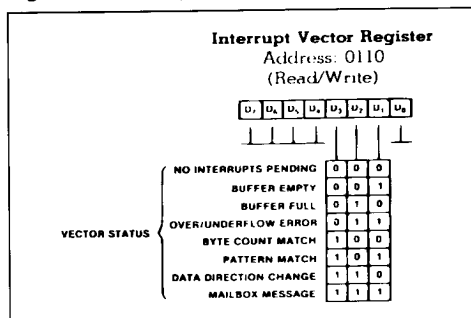 Interrupt Vector Register
Address: 0110
(Read/Write)
D7 D6 D5 D4 D3 D2 D1 D0
NO INTERRUPTS PENDING 0 0 0
BUFFER EMPTY 0 0 1
BUFFER FULL 0 1 0
OVER/UNDERFLOW ERROR 0 1 1
VECTOR STATUS
BYTE COUNT MATCH 1 0 0
PATTERN MATCH 1 0 1
DATA DIRECTION CHANGE 1 1 0
MAILBOX MESSAGE 1 1 1